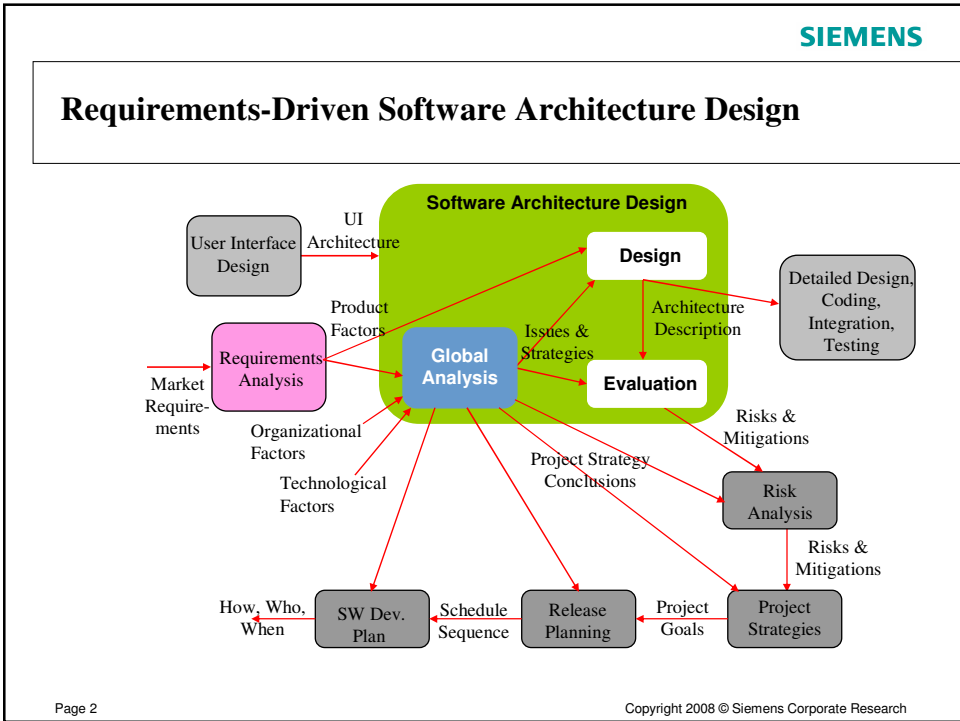 SIEMENS
Requirements-Driven Software Architecture Design
Software Architecture Design
User Interface
Design
UI
Architecture
Design
Detailed Design,
Coding,
Integration,
Testing
Product
Factors
Architecture
Description
Issues &
Strategies
Requirements
Analysis
Global
Analysis
Evaluation
Market
Require-
ments
Organizational
Factors
Technological
Factors
Risks &
Mitigations
Project Strategy
Conclusions
Risk
Analysis
Risks &
Mitigations
How, Who,
When
SW Dev.
Plan
Schedule
Sequence
Release
Planning
Project
Goals
Project
Strategies
Page 2
Copyright 2008 © Siemens Corporate Research